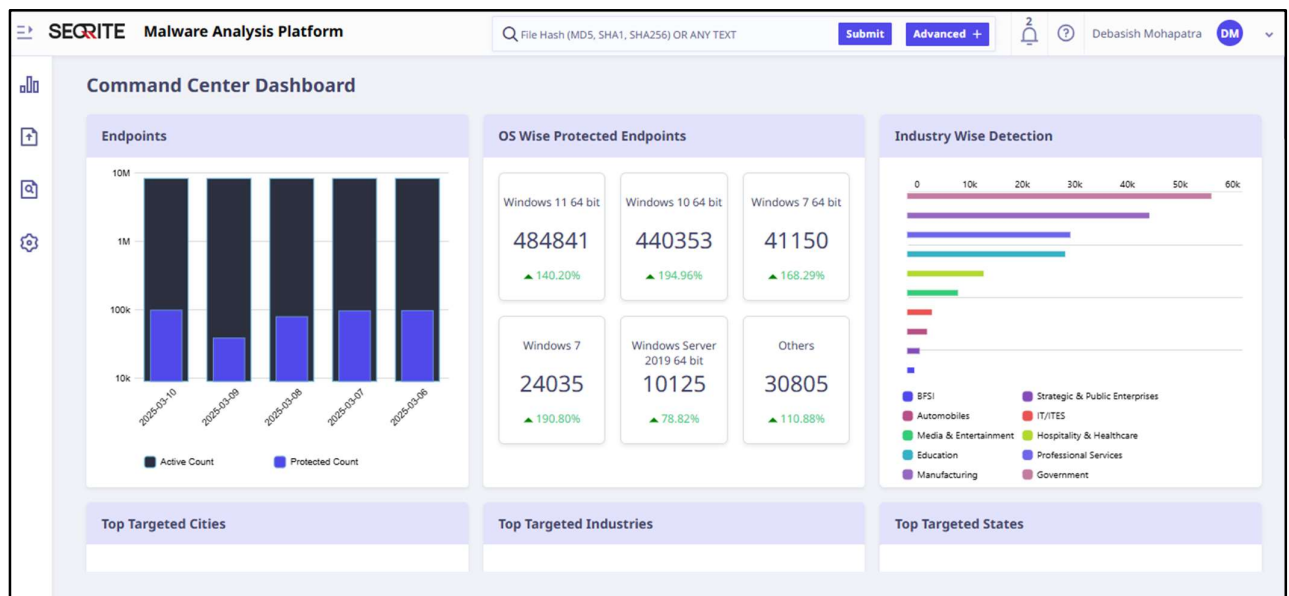 SEQRITE Malware Analysis Platform
File Hash (MD5, SHA1, SHA256) OR ANY TEXT
Submit
Advanced +
2
Debasish Mohapatra
DM
Command Center Dashboard
Endpoints
10M
1M
100k
10k
2025-03-10
2025-03-09
2025-03-08
2025-03-07
2025-03-06
Active Count
Protected Count
OS Wise Protected Endpoints
Windows 11 64 bit
484841
140.20%
Windows 10 64 bit
440353
194.96%
Windows 7 64 bit
41150
168.29%
Windows 7
24035
190.80%
Windows Server
2019 64 bit
10125
78.82%
Others
30805
110.88%
Industry Wise Detection
0 10k 20k 30k 40k 50k 60k
BFSI
Strategic & Public Enterprises
Automobiles
IT/ITES
Media & Entertainment
Hospitality & Healthcare
Education
Professional Services
Manufacturing
Government
Top Targeted Cities
Top Targeted Industries
Top Targeted States